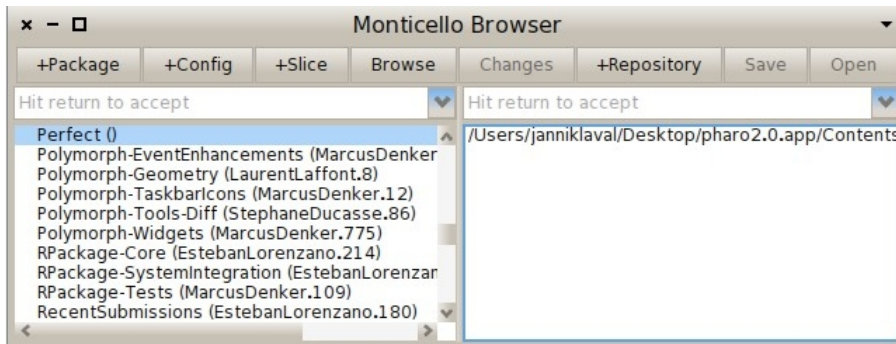 Monticello Browser
+Package +Config +Slice Browse Changes +Repository Save Open
Hit return to accept Hit return to accept
Perfect ()
Polymorph-EventEnhancements (MarcusDenker
Polymorph-Geometry (LaurentLaffont.8)
Polymorph-TaskbarIcons (MarcusDenker.12)
Polymorph-Tools-Diff (StephaneDucasse.86)
Polymorph-Widgets (MarcusDenker.775)
RPackage-Core (EstebanLorenzano.214)
RPackage-SystemIntegration (EstebanLorenzan
RPackage-Tests (MarcusDenker.109)
RecentSubmissions (EstebanLorenzano.180)
/Users/janniklaval/Desktop/pharo2.0.app/Contents